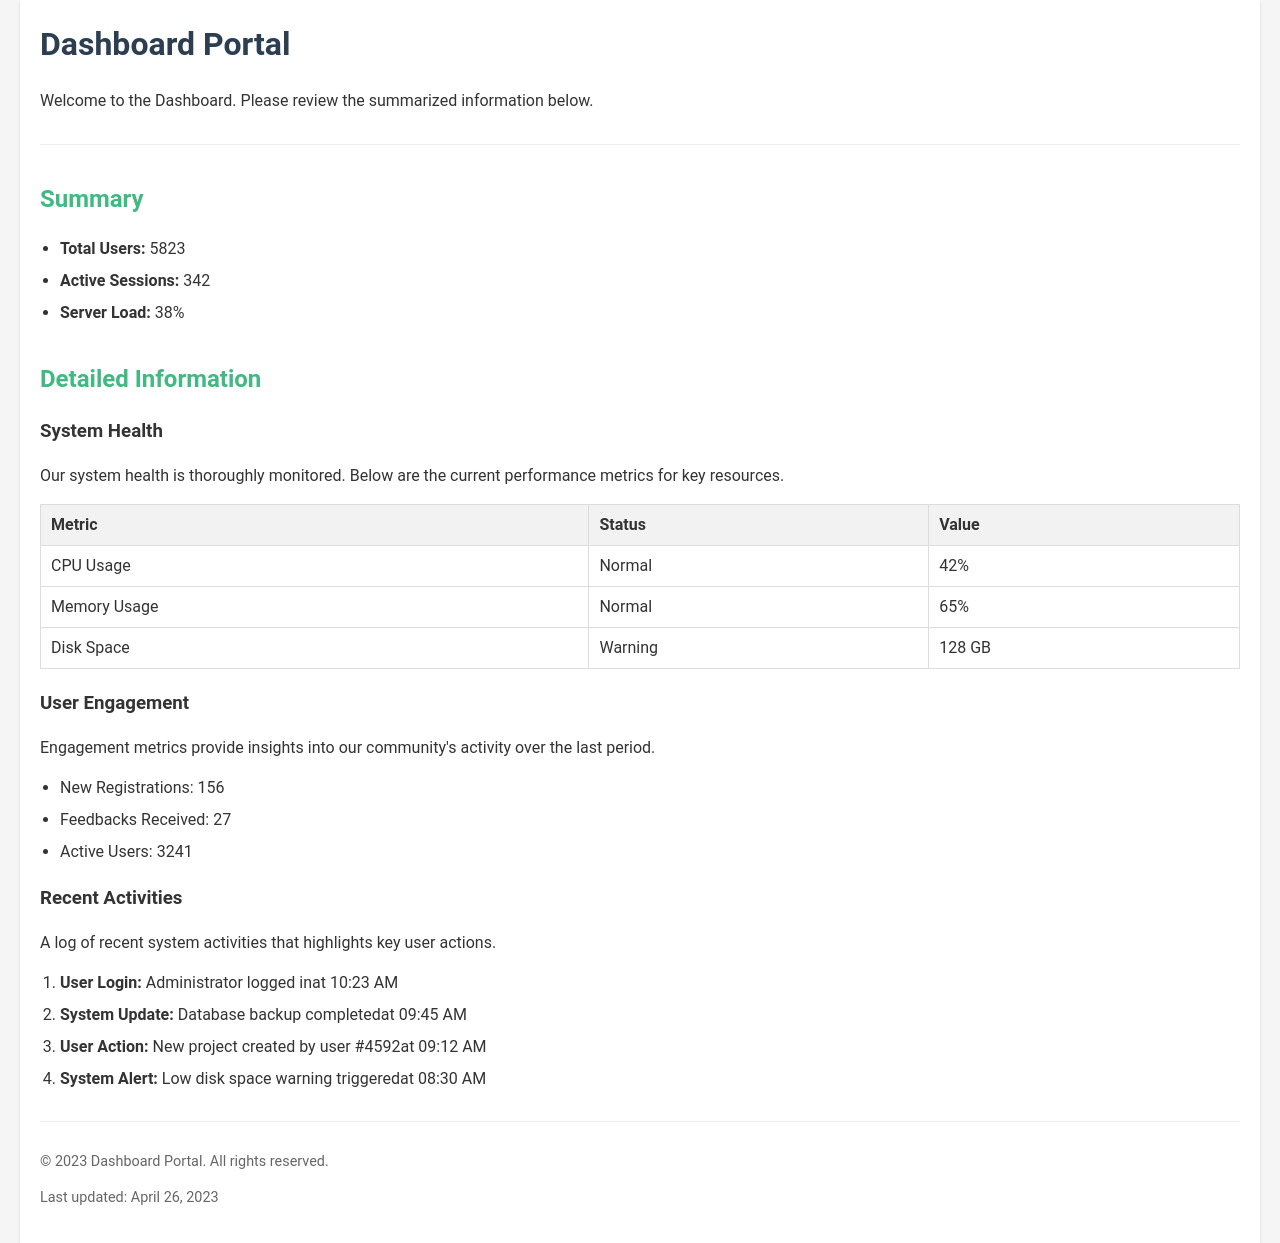 Dashboard Portal
Welcome to the Dashboard. Please review the summarized information below.
Summary
• Total Users: 5823
• Active Sessions: 342
• Server Load: 38%
Detailed Information
System Health
Our system health is thoroughly monitored. Below are the current performance metrics for key resources.
Metric Status Value
CPU Usage Normal 42%
Memory Usage Normal 65%
Disk Space Warning 128 GB
User Engagement
Engagement metrics provide insights into our community's activity over the last period.
• New Registrations: 156
• Feedbacks Received: 27
• Active Users: 3241
Recent Activities
A log of recent system activities that highlights key user actions.
1. User Login: Administrator logged inat 10:23 AM
2. System Update: Database backup completedat 09:45 AM
3. User Action: New project created by user #4592at 09:12 AM
4. System Alert: Low disk space warning triggeredat 08:30 AM
© 2023 Dashboard Portal. All rights reserved.
Last updated: April 26, 2023